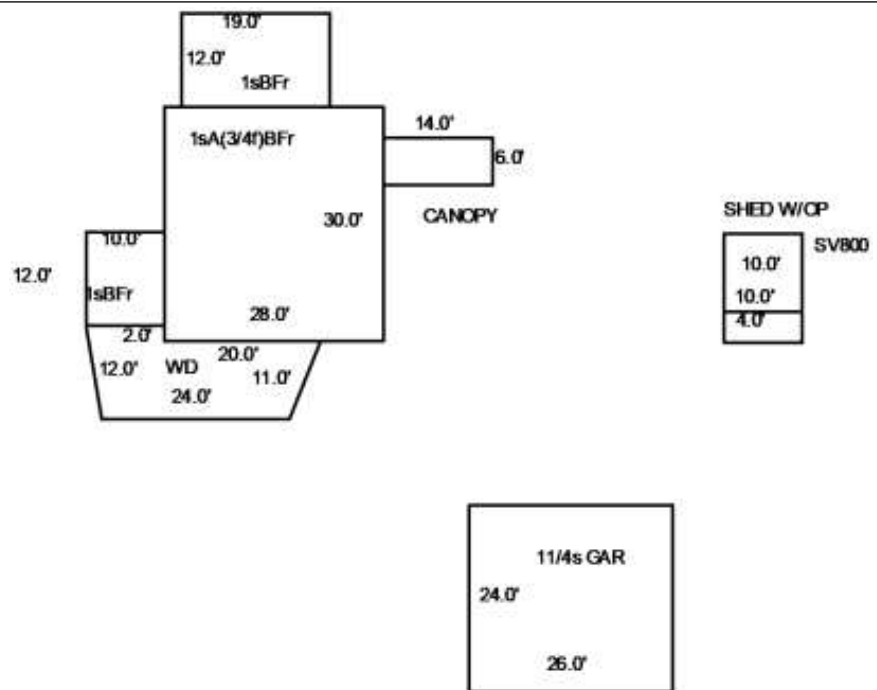 19.0'
12.0'
1sBFr
1sA(3/4f)BFr
14.0'
6.0'
CANOPY
30.0'
SHED W/OP
SV800
10.0'
10.0'
4.0'
10.0'
12.0'
1sBFr
28.0'
2.0'
20.0'
12.0'
WD
11.0'
24.0'
11/4s GAR
24.0'
26.0'